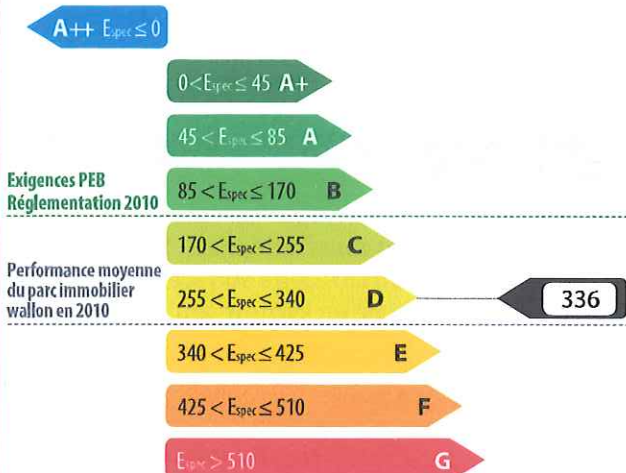 A++ Espec ≤ 0
0 < Espec ≤ 45 A+
45 < Espec ≤ 85 A
Exigences PEB
Réglementation 2010
85 < Espec ≤ 170 B
170 < Espec ≤ 255 C
Performance moyenne
du parc immobilier
wallon en 2010
255 < Espec ≤ 340 D
336
340 < Espec ≤ 425 E
425 < Espec ≤ 510 F
Espec > 510 G